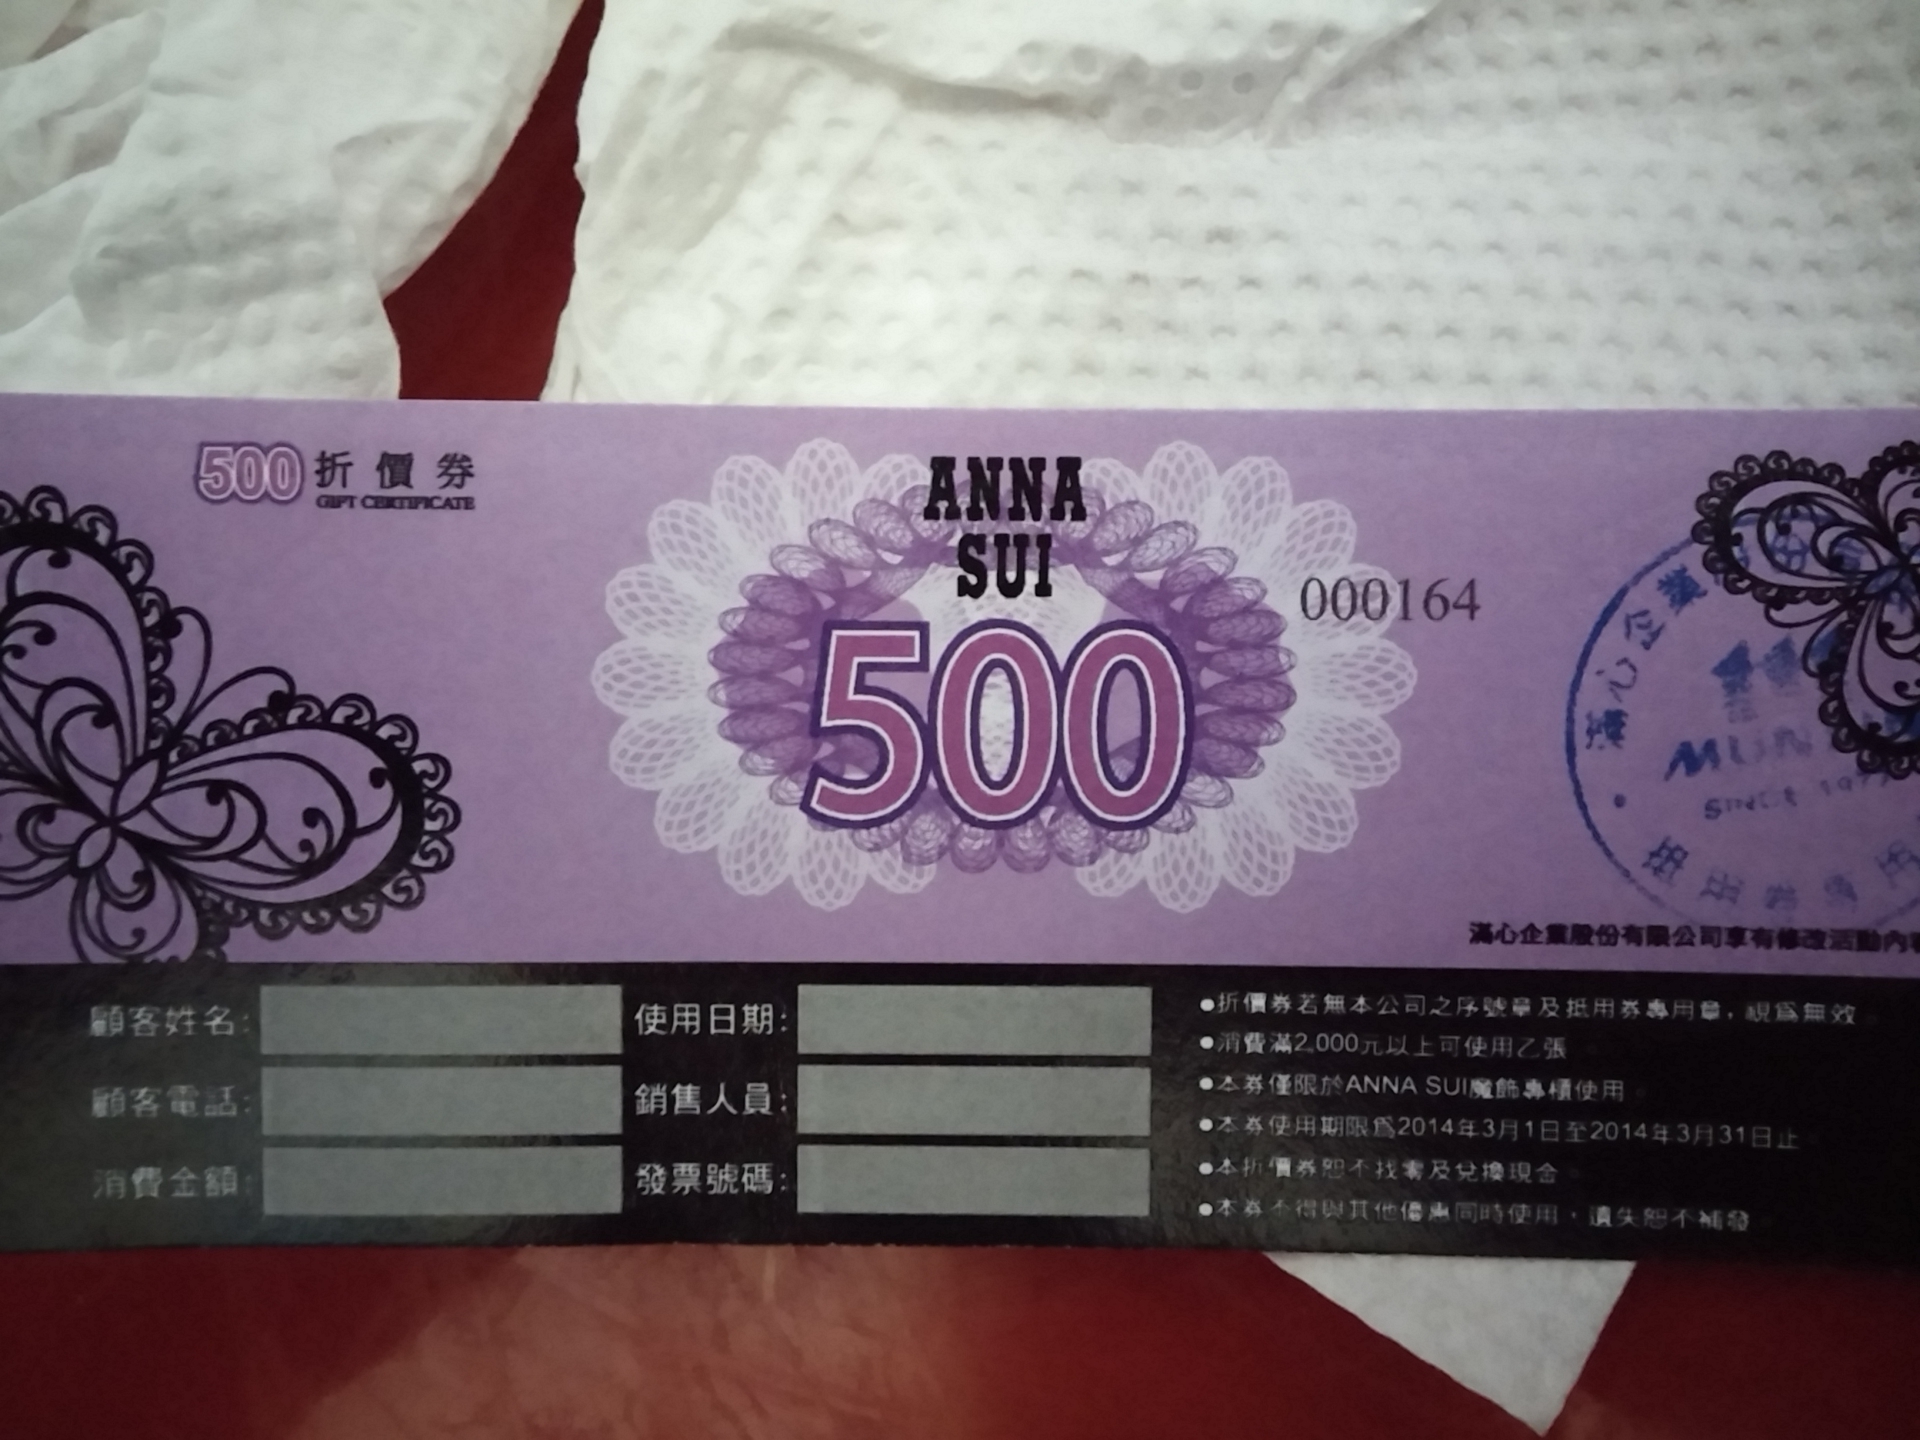 500折價券
GIFT CERTIFICATE
ANNA
SUI
500
000164
滿心企業
MUN
滿心企業股份有限公司享有修改活動內
顧客姓名:
使用日期:
顧客電話:
銷售人員:
消費金額:
發票號碼:
●折價券若無本公司之序號章及抵用券專用章，視為無效。
●消費滿2,000元以上可使用乙張
●本券僅限於ANNA SUI魔飾專櫃使用。
●本券使用期限為2014年3月1日至2014年3月31日止
●本折價券恕不找零及兌換現金。
●本券不得與其他優惠同時使用，遺失恕不補發